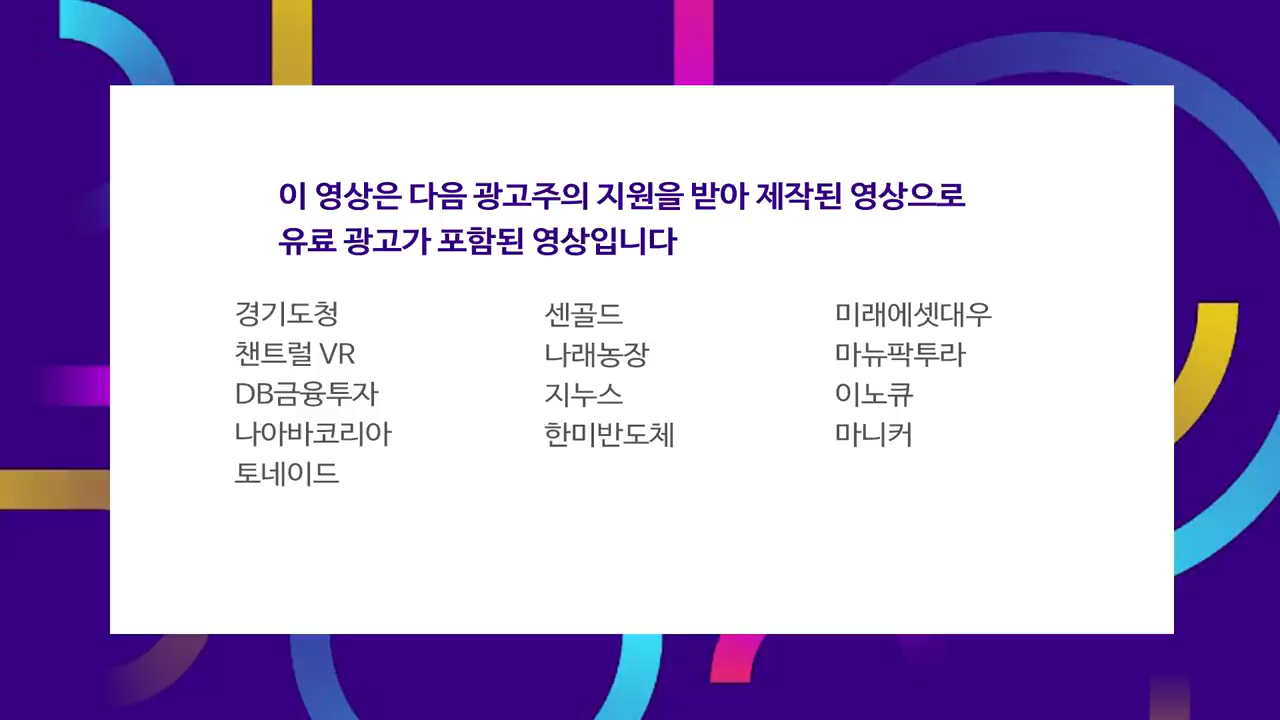 이 영상은 다음 광고주의 지원을 받아 제작된 영상으로
유료 광고가 포함된 영상입니다
경기도청
챈트럴 VR
DB금융투자
나아바코리아
토네이드
센골드
나래농장
지누스
한미반도체
미래에셋대우
마뉴팍투라
이노큐
마니커